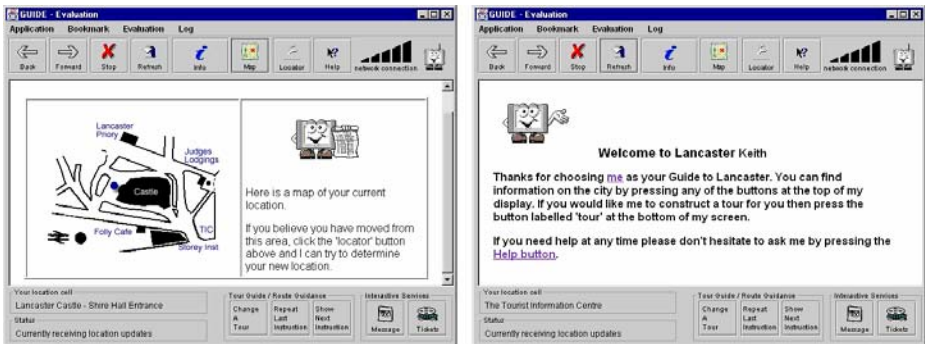 GUIDE - Evaluation
Application Bookmark Evaluation Log
Back Forward Stop Refresh Info Map Locator Help network connection
Lancaster
Priory
Judges
Lodgings
Castle
Folly Cafe
TIC
Storey Inst
Here is a map of your current
location.
If you believe you have moved from
this area, click the 'locator' button
above and I can try to determine
your new location.
Your location cell
Lancaster Castle - Shire Hall Entrance
Status
Currently receiving location updates
Tour Guide / Route Guidance
Change
A
Tour
Repeat
Last
Instruction
Show
Next
Instruction
Interactive Services
Message
Tickets
GUIDE - Evaluation
Application Bookmark Evaluation Log
Back Forward Stop Refresh Info Map Locator Help network connection
Welcome to Lancaster Keith
Thanks for choosing me as your Guide to Lancaster. You can find
information on the city by pressing any of the buttons at the top of my
display. If you would like me to construct a tour for you then press the
button labelled 'tour' at the bottom of my screen.
If you need help at any time please don't hesitate to ask me by pressing the
Help button.
Your location cell
The Tourist Information Centre
Status
Currently receiving location updates
Tour Guide / Route Guidance
Change
A
Tour
Repeat
Last
Instruction
Show
Next
Instruction
Interactive Services
Message
Tickets